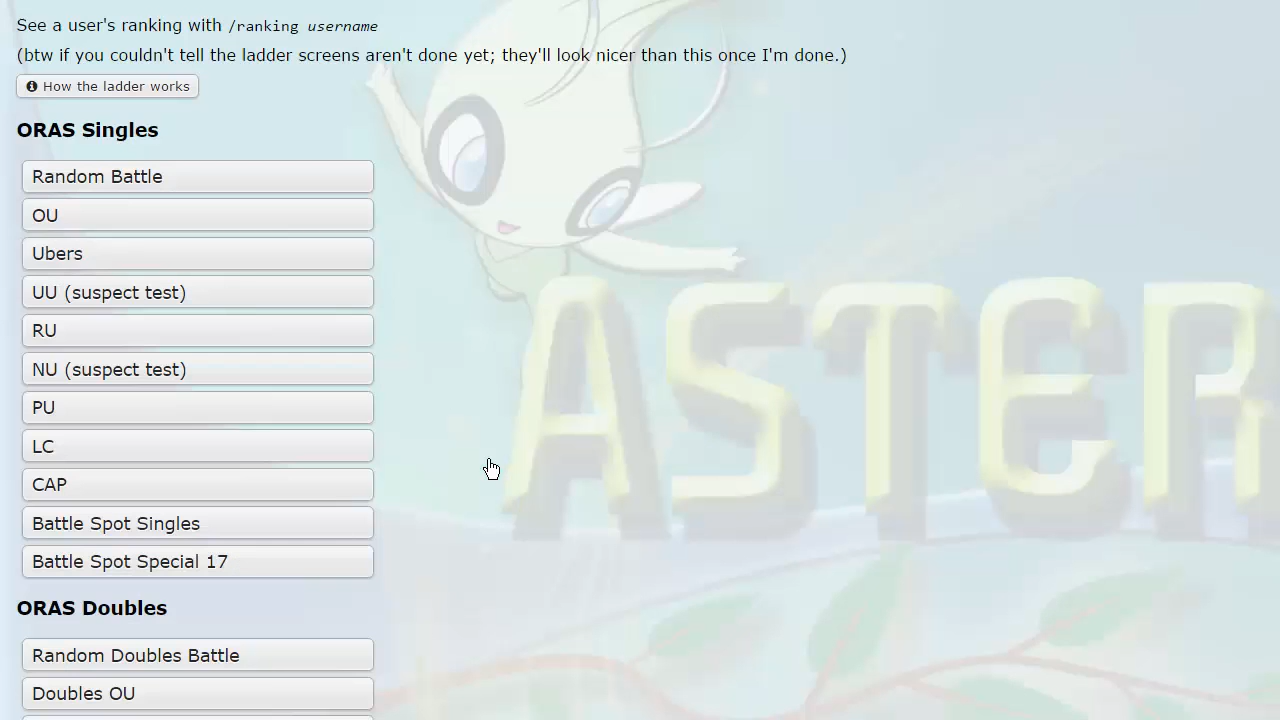 See a user's ranking with /ranking username
(btw if you couldn't tell the ladder screens aren't done yet; they'll look nicer than this once I'm done.)
How the ladder works
ORAS Singles
Random Battle
OU
Ubers
UU (suspect test)
RU
NU (suspect test)
PU
LC
CAP
Battle Spot Singles
Battle Spot Special 17
ASTER
ORAS Doubles
Random Doubles Battle
Doubles OU